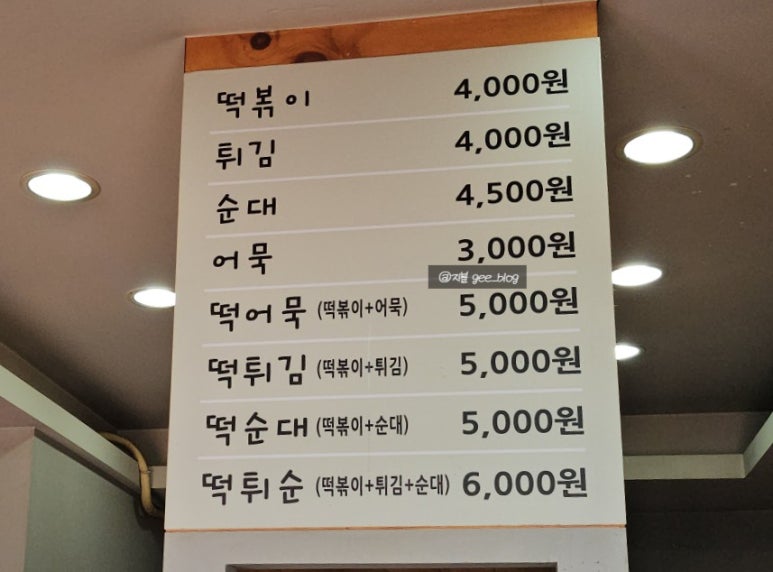 떡볶이 4,000원
튀김 4,000원
순대 4,500원
어묵 3,000원
@지블 gee_blog
떡어묵 (떡볶이+어묵) 5,000원
떡튀김 (떡볶이+튀김) 5,000원
떡순대 (떡볶이+순대) 5,000원
떡튀순 (떡볶이+튀김+순대) 6,000원